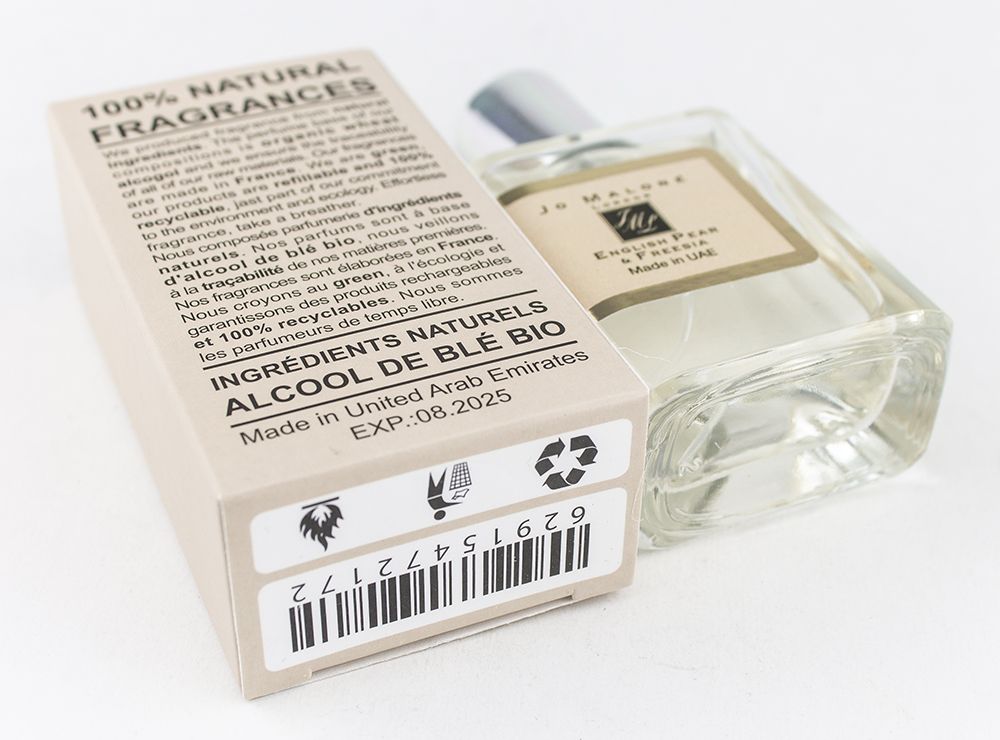 100% NATURAL
FRAGRANCES
We produced fragrance from natural
ingredients. The perfume base of our
compositions is organic wheat
alcohol and we ensure the traceability
of all of our raw materials. Our fragrances
are made in France. We are green,
our products are refillable and 100%
recyclable, jast part of our commitment
to the environment and ecology. Effortless
fragrance, take a breather.
Nous composée parfumerie d'ingrédients
naturels. Nos parfums sont à base
d'alcool de blé bio, nous veillons
à la traçabilité de nos matières premières.
Nos fragrances sont élaborées en France.
Nous croyons au green, à l'écologie et
garantissons des produits rechargeables
et 100% recyclables. Nous sommes
les parfumeurs de temps libre.
INGRÉDIENTS NATURELS
ALCOOL DE BLÉ BIO
Made in United Arab Emirates
EXP.:08.2025
62915472172
JO MALONE
LONDON
JML
ENGLISH PEAR
& FREESIA
Made in UAE